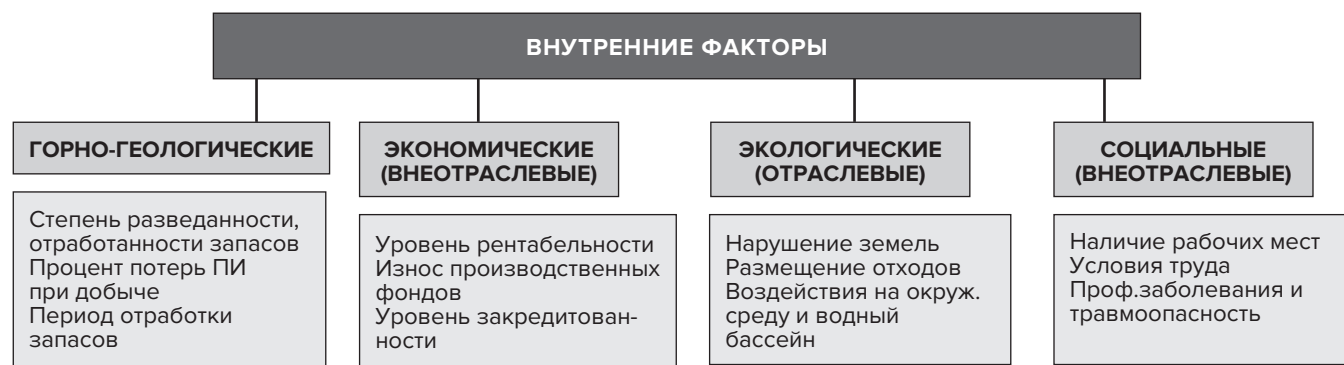 ВНУТРЕННИЕ ФАКТОРЫ
ГОРНО-ГЕОЛОГИЧЕСКИЕ
Степень разведанности,
отработанности запасов
Процент потерь ПИ
при добыче
Период отработки
запасов
ЭКОНОМИЧЕСКИЕ
(ВНЕОТРАСЛЕВЫЕ)
Уровень рентабельности
Износ производственных
фондов
Уровень закредитован-
ности
ЭКОЛОГИЧЕСКИЕ
(ОТРАСЛЕВЫЕ)
Нарушение земель
Размещение отходов
Воздействия на окруж.
среду и водный
бассейн
СОЦИАЛЬНЫЕ
(ВНЕОТРАСЛЕВЫЕ)
Наличие рабочих мест
Условия труда
Проф.заболевания и
травмоопасность